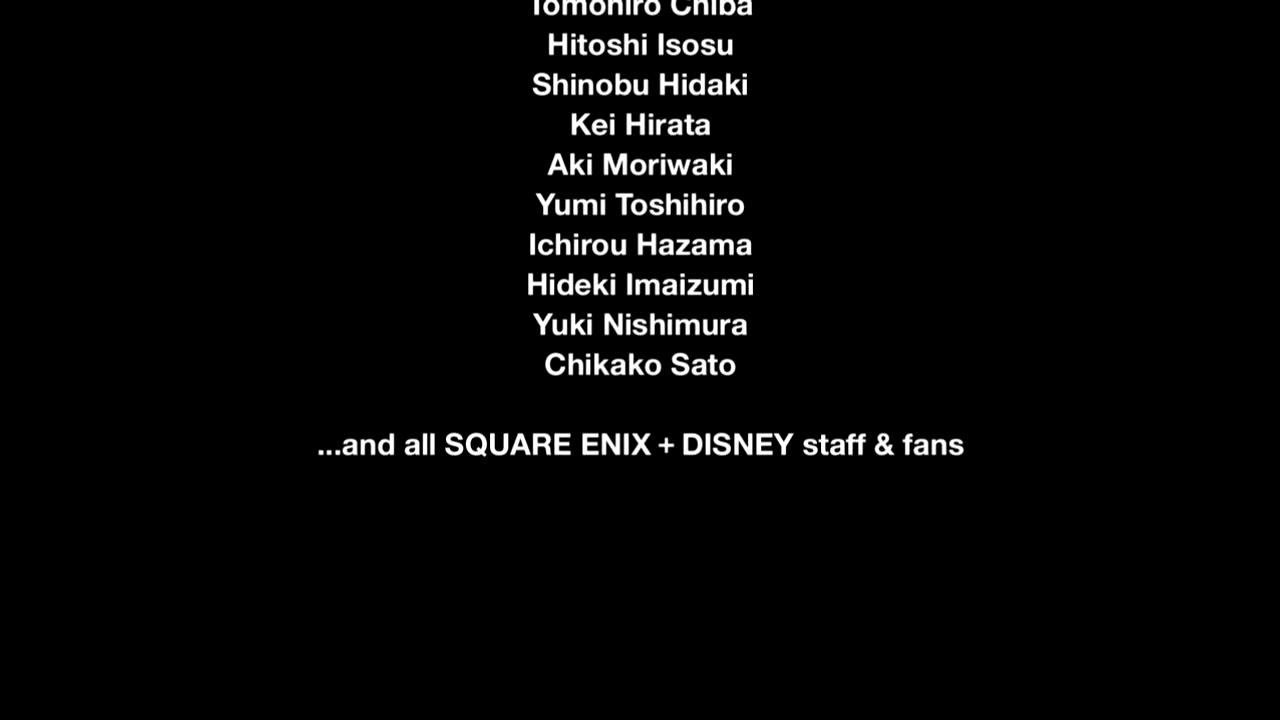 Tomohiro Chiba
Hitoshi Isosu
Shinobu Hidaki
Kei Hirata
Aki Moriwaki
Yumi Toshihiro
Ichirou Hazama
Hideki Imaizumi
Yuki Nishimura
Chikako Sato
...and all SQUARE ENIX + DISNEY staff & fans